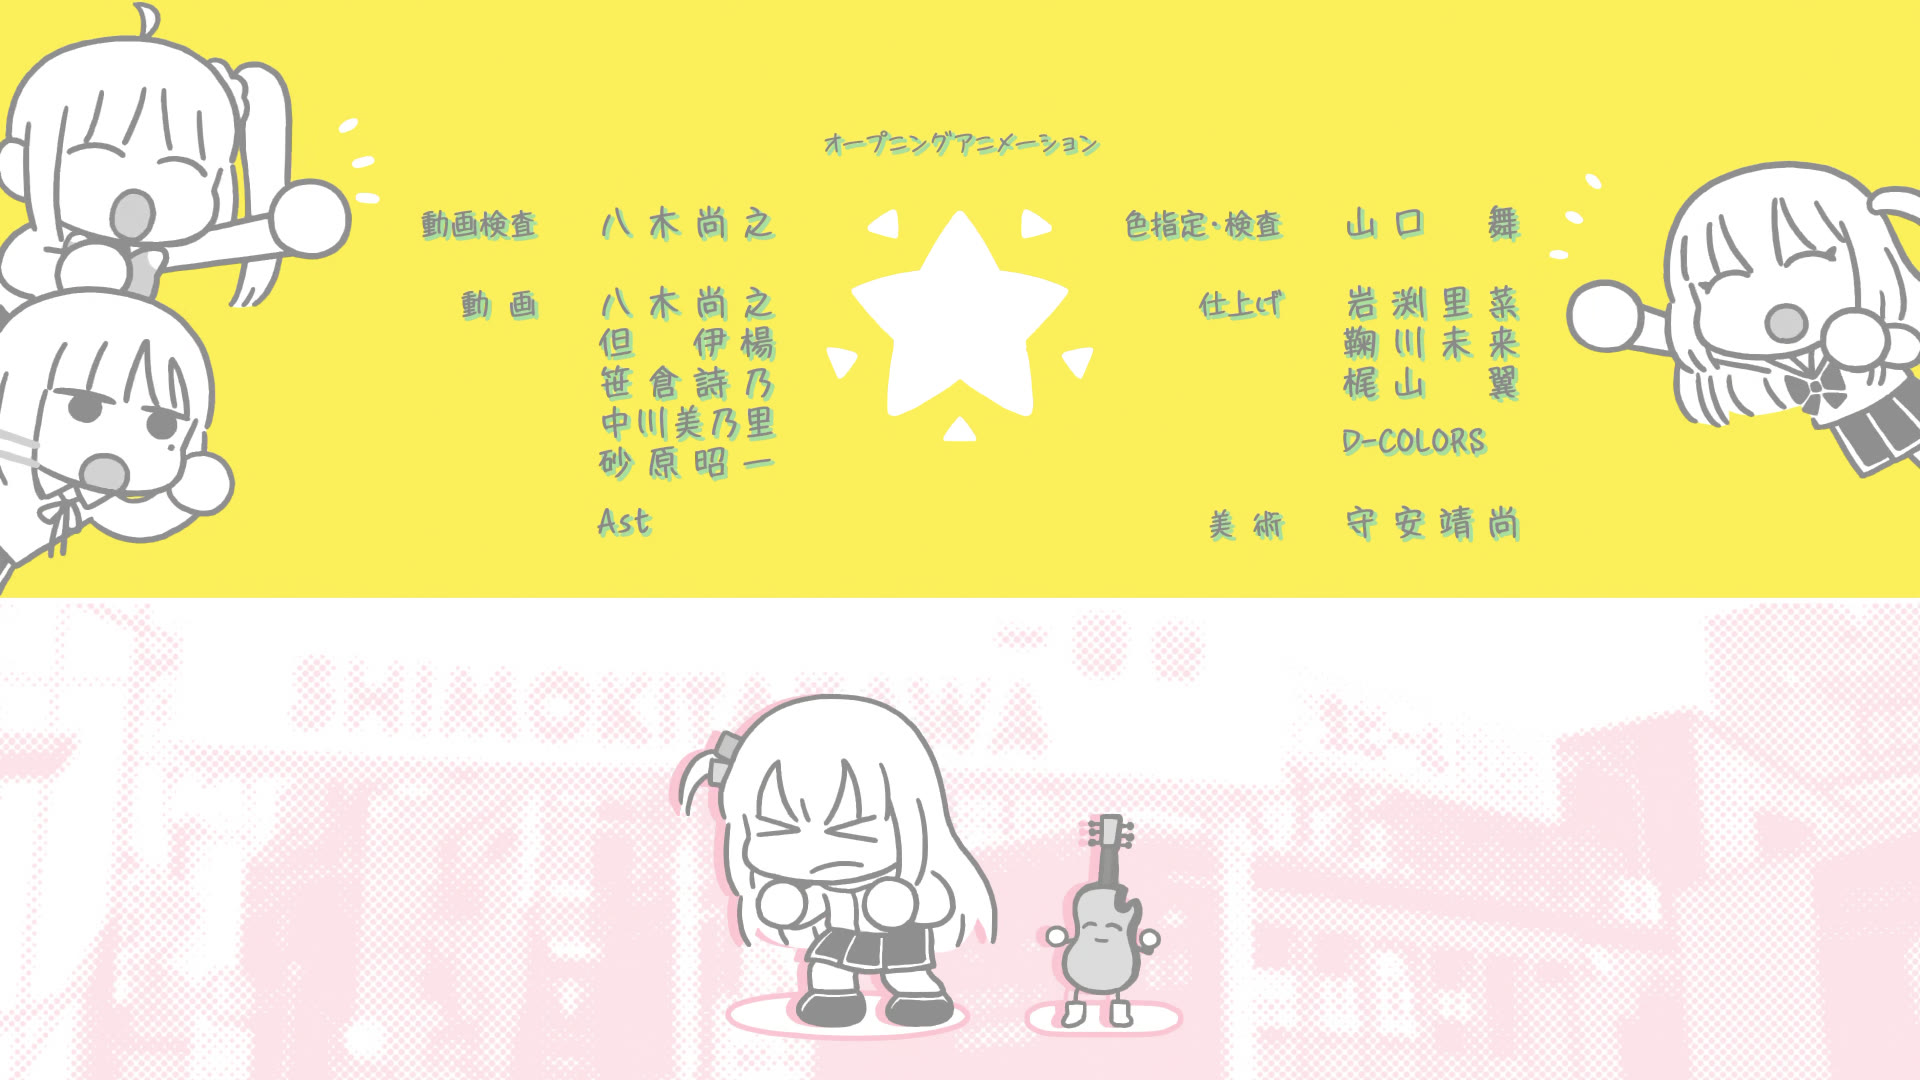 オープニングアニメーション
動画検査 八木尚之
動画 八木尚之
但 伊楊
笹倉詩乃
中川美乃里
砂原昭一
Ast
色指定・検査 山口 舞
仕上げ 岩渕里菜
鞠川未来
梶山 翼
D-COLORS
美術 守安靖尚
SHIMOKITAZAWA